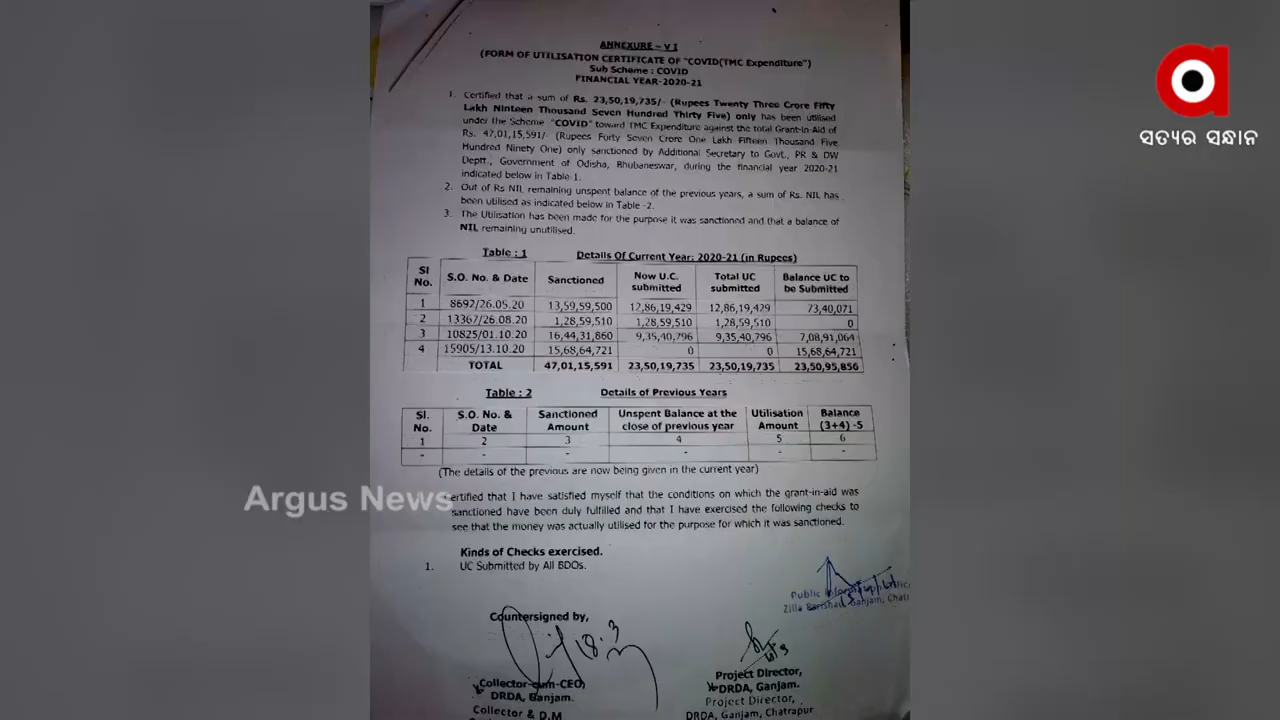 ସତ୍ୟର ସନ୍ଧାନ
ANNEXURE – V I
(FORM OF UTILISATION CERTIFICATE OF "COVID(TMC Expenditure")
Sub Scheme : COVID
FINANCIAL YEAR-2020-21
1. Certified that a sum of Rs. 23,50,19,735/- (Rupees Twenty Three Crore Fifty
Lakh Ninteen Thousand Seven Hundred Thirty Five) only has been utilised
under the Scheme "COVID" toward TMC Expenditure against the total Grant-in-Aid of
Rs. 47,01,15,591/- (Rupees Forty Seven Crore One Lakh Fifteen Thousand Five
Hundred Ninety One) only sanctioned by Additional Secretary to Govt., PR & DW
Deptt., Government of Odisha, Bhubaneswar, during the financial year 2020-21
indicated below in Table-1.
2. Out of Rs NIL remaining unspent balance of the previous years, a sum of Rs. NIL has
been utilised as indicated below in Table -2.
3. The Utilisation has been made for the purpose it was sanctioned and that a balance of
NIL remaining unutilised.
Table : 1 Details Of Current Year: 2020-21 (in Rupees)
Sl No. S.O. No. & Date Sanctioned Now U.C. submitted Total UC submitted Balance UC to be Submitted
1 8692/26.05.20 13,59,59,500 12,86,19,429 12,86,19,429 73,40,071
2 13367/26.08.20 1,28,59,510 1,28,59,510 1,28,59,510 0
3 10825/01.10.20 16,44,31,860 9,35,40,796 9,35,40,796 7,08,91,064
4 15905/13.10.20 15,68,64,721 0 0 15,68,64,721
TOTAL 47,01,15,591 23,50,19,735 23,50,19,735 23,50,95,856
Table : 2 Details of Previous Years
Sl. No. S.O. No. & Date Sanctioned Amount Unspent Balance at the close of previous year Utilisation Amount Balance (3+4) -5
1 2 3 4 5 6
- - - - - -
(The details of the previous are now being given in the current year)
Argus News
ertified that I have satisfied myself that the conditions on which the grant-in-aid was
sanctioned have been duly fulfilled and that I have exercised the following checks to
see that the money was actually utilised for the purpose for which it was sanctioned.
Kinds of Checks exercised.
1. UC Submitted by All BDOs.
Public
Zilla Parishad, Ganjam, Chat
Countersigned by,
Collector-cum-CEO,
DRDA, Ganjam.
Collector & D.M
Project Director,
DRDA, Ganjam.
Project Director,
DRDA, Ganjam, Chatrapur